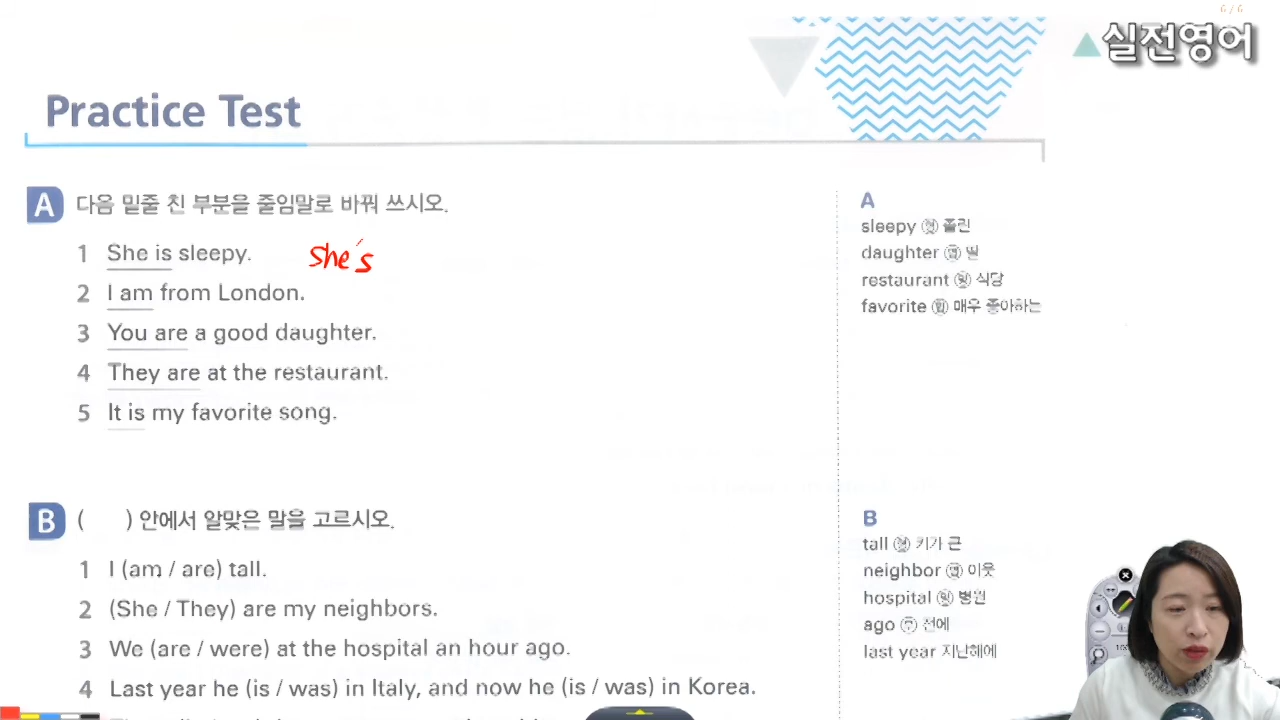 6 / 6
실전영어
Practice Test
A 다음 밑줄 친 부분을 줄임말로 바꿔 쓰시오.
1 She is sleepy. She's
2 I am from London.
3 You are a good daughter.
4 They are at the restaurant.
5 It is my favorite song.
A
sleepy 형 졸린
daughter 명 딸
restaurant 명 식당
favorite 형 매우 좋아하는
B ( ) 안에서 알맞은 말을 고르시오.
1 I (am / are) tall.
2 (She / They) are my neighbors.
3 We (are / were) at the hospital an hour ago.
4 Last year he (is / was) in Italy, and now he (is / was) in Korea.
B
tall 형 키가 큰
neighbor 명 이웃
hospital 명 병원
ago 부 전에
last year 지난해에